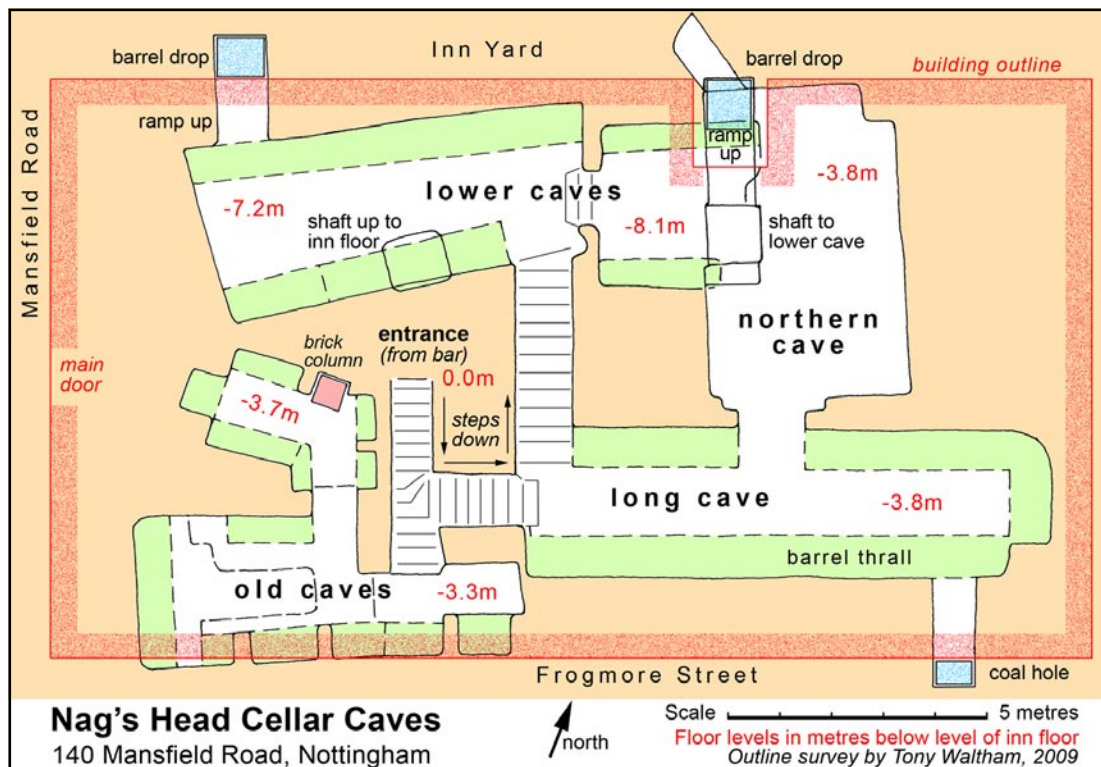 Inn Yard
barrel drop
barrel drop
building outline
ramp up
ramp
up
Mansfield Road
lower caves
-7.2m
-8.1m
-3.8m
shaft up to
inn floor
shaft to
lower cave
northern
cave
main
door
brick
column
entrance
(from bar)
0.0m
steps
down
-3.7m
long cave
-3.8m
barrel thrall
old caves
-3.3m
Frogmore Street
coal hole
Nag's Head Cellar Caves
140 Mansfield Road, Nottingham
north
Scale
5 metres
Floor levels in metres below level of inn floor
Outline survey by Tony Waltham, 2009